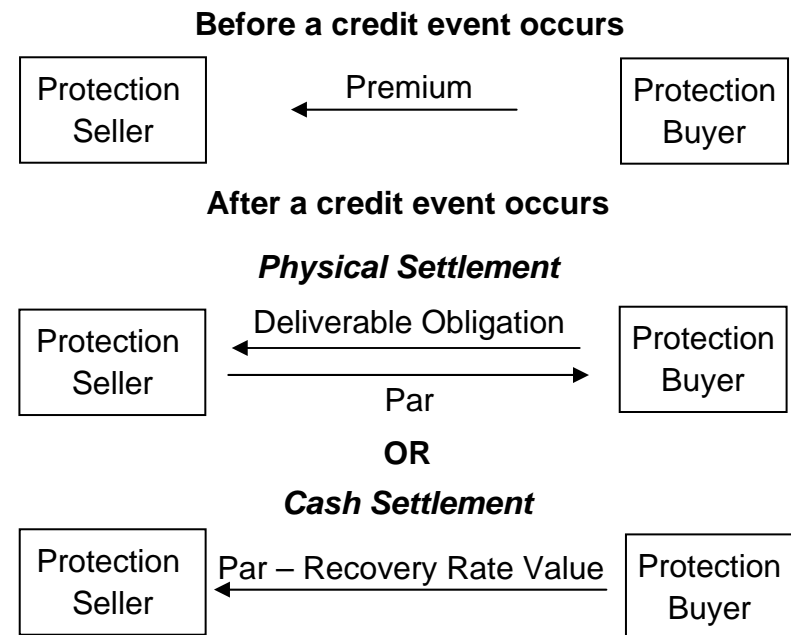 Before a credit event occurs
Protection
Seller
Premium
Protection
Buyer
After a credit event occurs
Physical Settlement
Protection
Seller
Deliverable Obligation
Par
Protection
Buyer
OR
Cash Settlement
Protection
Seller
Par – Recovery Rate Value
Protection
Buyer